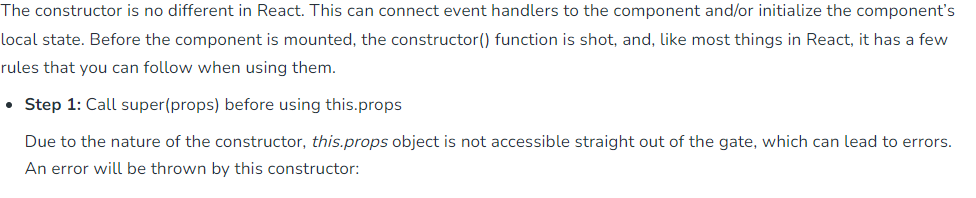 The constructor is no different in React. This can connect event handlers to the component and/or initialize the component's
local state. Before the component is mounted, the constructor() function is shot, and, like most things in React, it has a few
rules that you can follow when using them.
• Step 1: Call super(props) before using this.props
Due to the nature of the constructor, this.props object is not accessible straight out of the gate, which can lead to errors.
An error will be thrown by this constructor: